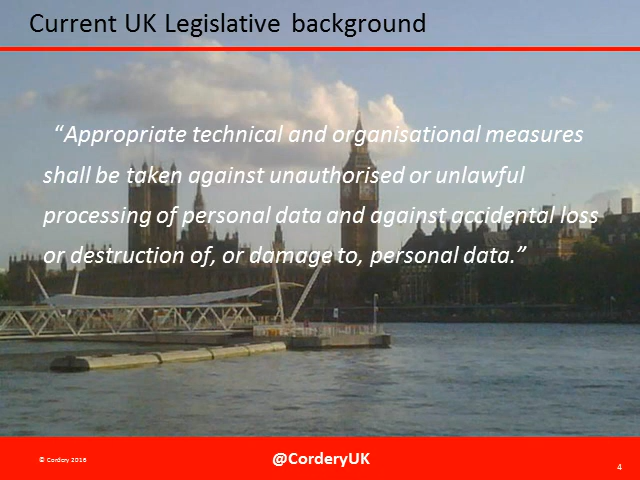 Current UK Legislative background
“Appropriate technical and organisational measures
shall be taken against unauthorised or unlawful
processing of personal data and against accidental loss
or destruction of, or damage to, personal data.”
© Cordery 2016
@CorderyUK
4